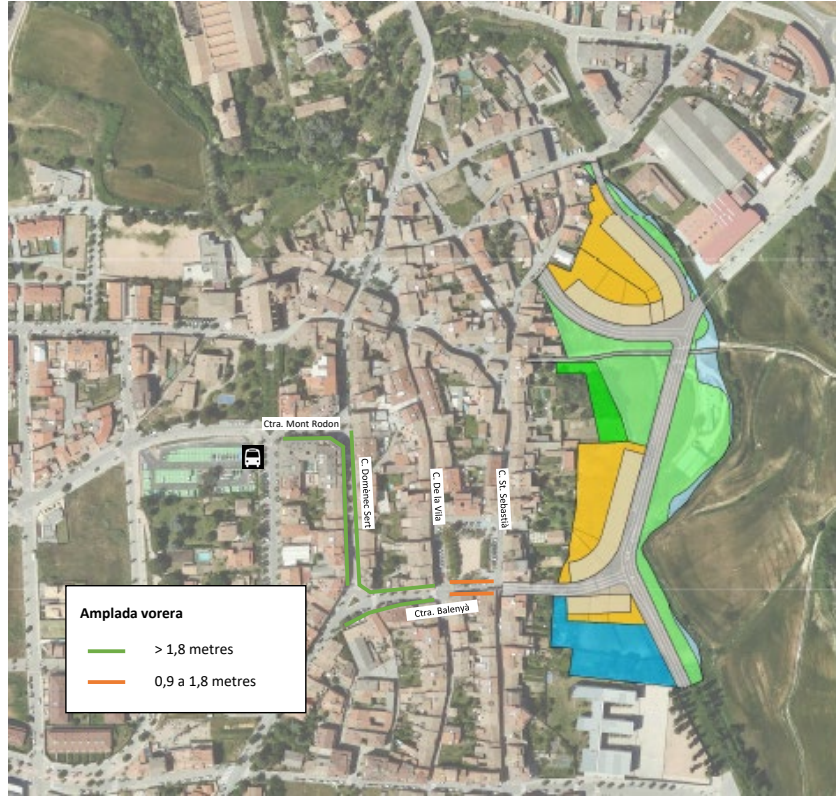 Ctra. Mont Rodon
C. Domènec Sert
C. De la Vila
C. St. Sebastià
Ctra. Balenyà
Amplada vorera
> 1,8 metres
0,9 a 1,8 metres